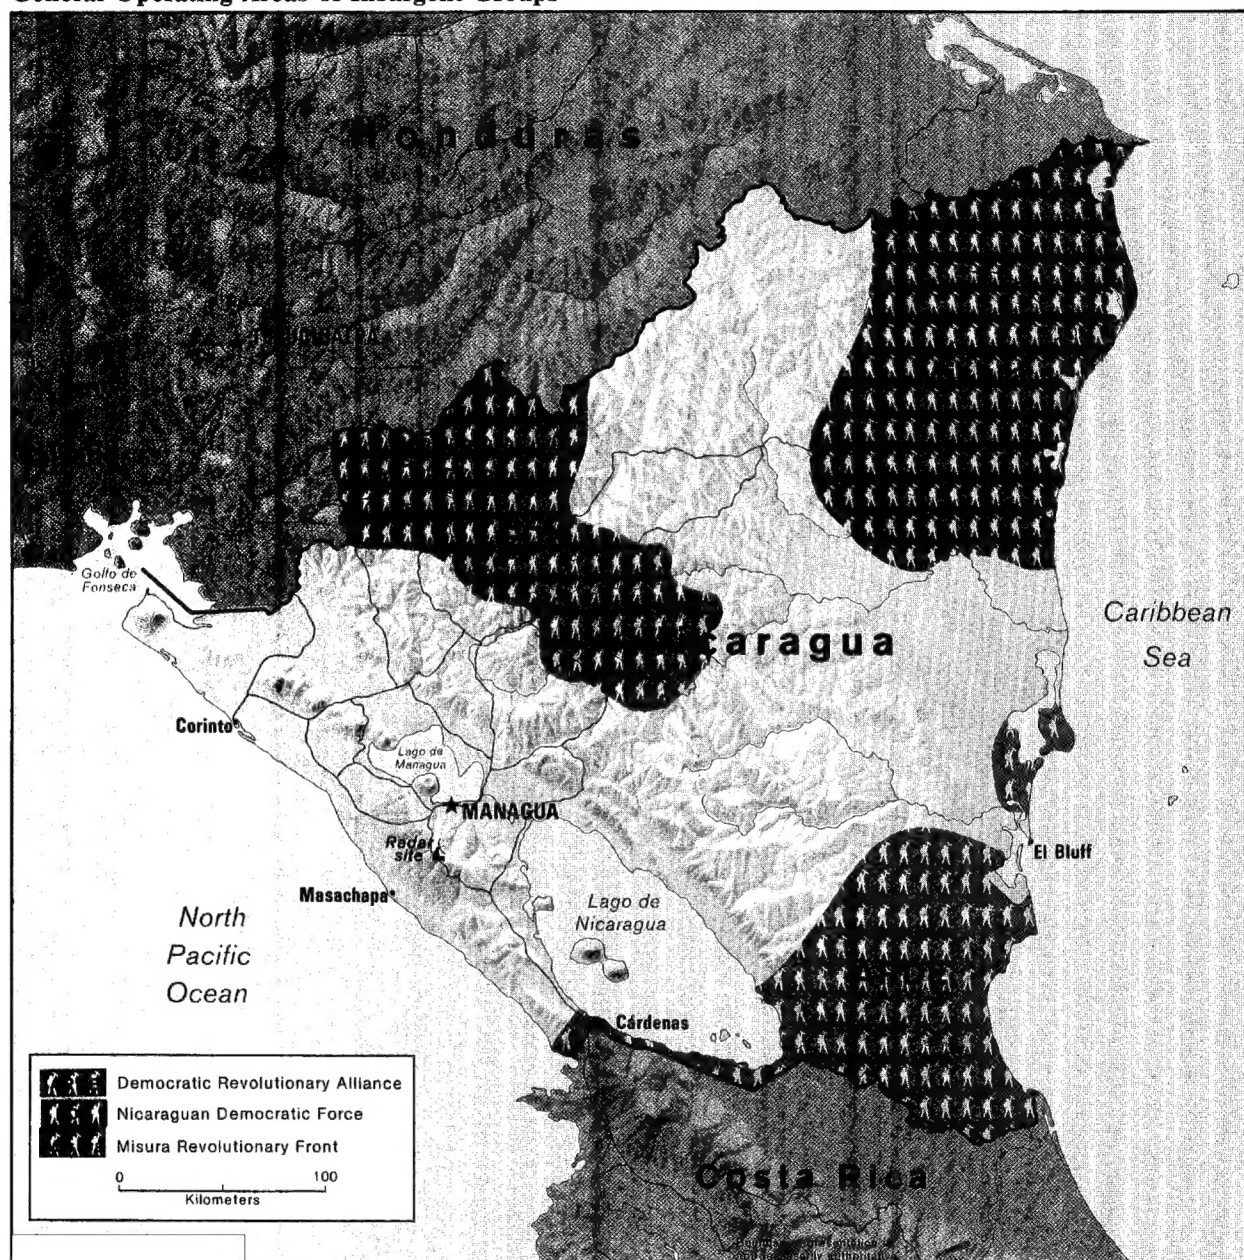 General Operating Areas of Insurgent Groups
Honduras
Golfo de
Fonseca
Nicaragua
Caribbean
Sea
Corinto
Lago de
Managua
MANAGUA
Radar
site
El Bluff
Masachapa
Lago de
Nicaragua
North
Pacific
Ocean
Cárdenas
Democratic Revolutionary Alliance
Nicaraguan Democratic Force
Misura Revolutionary Front
0 100
Kilometers
Costa Rica